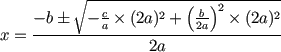 x = \frac{-b \pm \sqrt{-\frac{c}{a} \times (2a)^2 + \left(\frac{b}{2a}\right)^2 \times (2a)^2}}{2a}